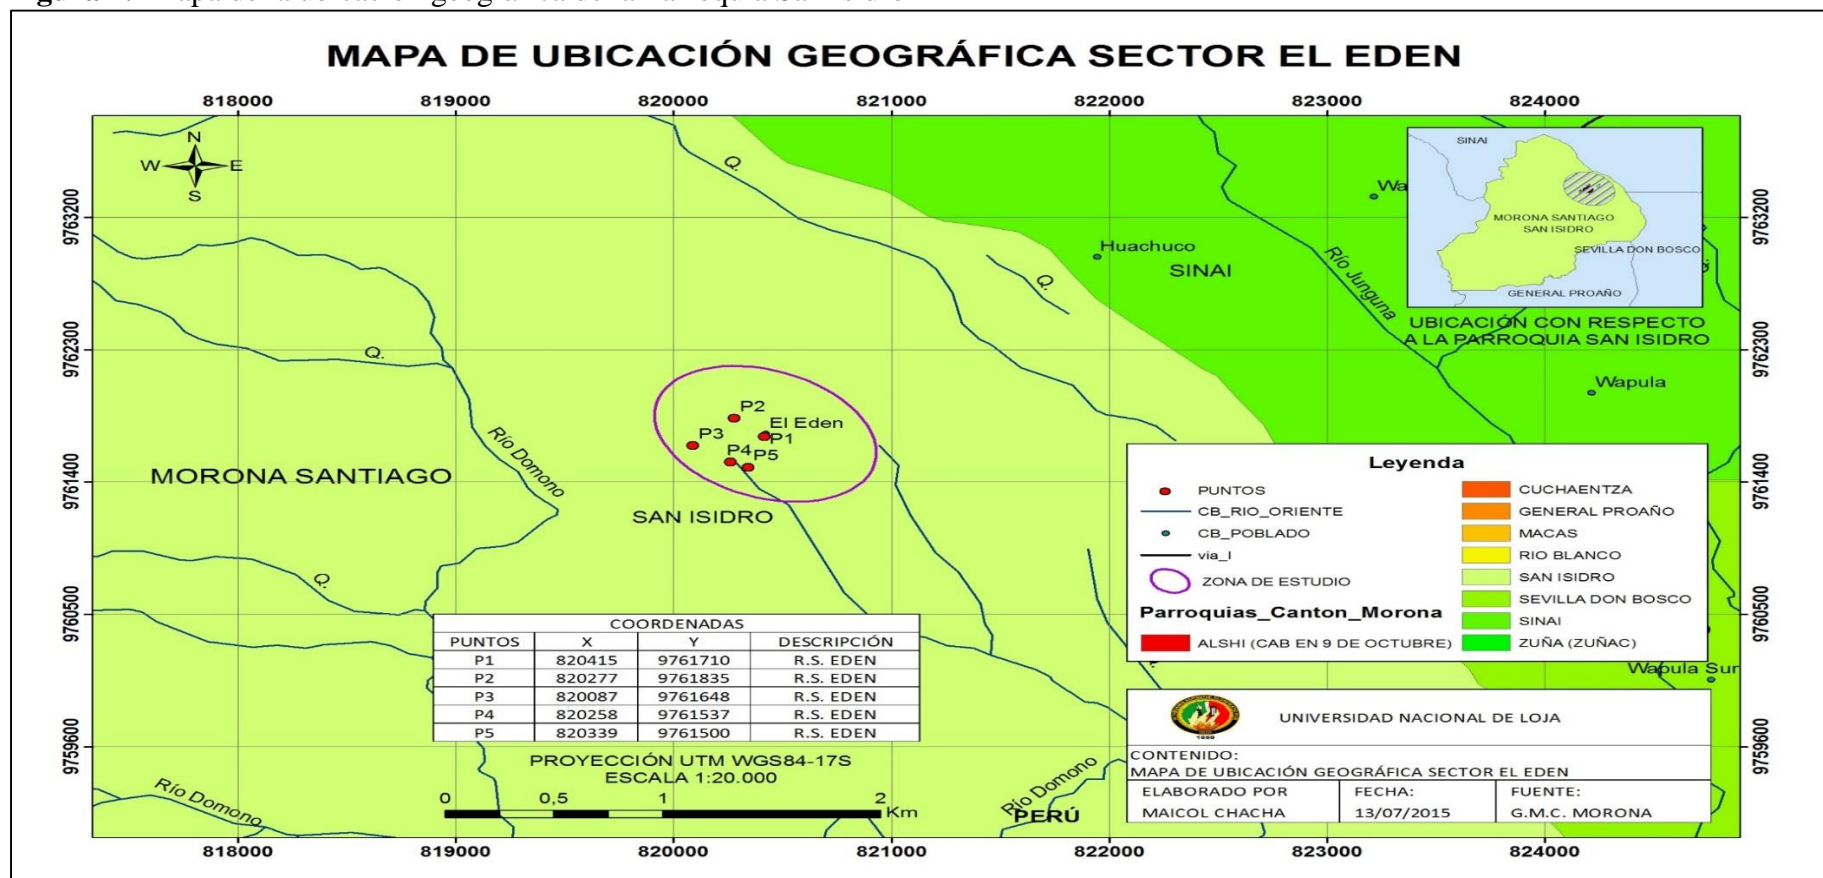 MAPA DE UBICACIÓN GEOGRÁFICA SECTOR EL EDEN
818000 819000 820000 821000 822000 823000 824000
N
W E
S
9763200
9762300
9761400
9760500
9759600
9763200
9762300
9761400
9760500
9759600
Q.
Q.
Q.
Q.
Wa
Huachuco
SINAI
Río Junguna
Wapula
Río Domono
P2
El Eden
P3
P1
P4
P5
MORONA SANTIAGO
SAN ISIDRO
SINAI
MORONA SANTIAGO
SAN ISIDRO
SEVILLA DON BOSCO
GENERAL PROAÑO
UBICACIÓN CON RESPECTO
A LA PARROQUIA SAN ISIDRO
Leyenda
PUNTOS
CB_RIO_ORIENTE
CB_POBLADO
via_l
ZONA DE ESTUDIO
Parroquias_Canton_Morona
ALSHI (CAB EN 9 DE OCTUBRE)
CUCHAENTZA
GENERAL PROAÑO
MACAS
RIO BLANCO
SAN ISIDRO
SEVILLA DON BOSCO
SINAI
ZUÑA (ZUÑAC)
Wapula Sur
COORDENADAS
PUNTOS X Y DESCRIPCIÓN
P1 820415 9761710 R.S. EDEN
P2 820277 9761835 R.S. EDEN
P3 820087 9761648 R.S. EDEN
P4 820258 9761537 R.S. EDEN
P5 820339 9761500 R.S. EDEN
PROYECCIÓN UTM WGS84-17S
ESCALA 1:20.000
0 0,5 1 2
Km
Río Domono
Río Domono
PERÚ
UNIVERSIDAD NACIONAL DE LOJA
CONTENIDO:
MAPA DE UBICACIÓN GEOGRÁFICA SECTOR EL EDEN
ELABORADO POR FECHA: FUENTE:
MAICOL CHACHA 13/07/2015 G.M.C. MORONA
818000 819000 820000 821000 822000 823000 824000